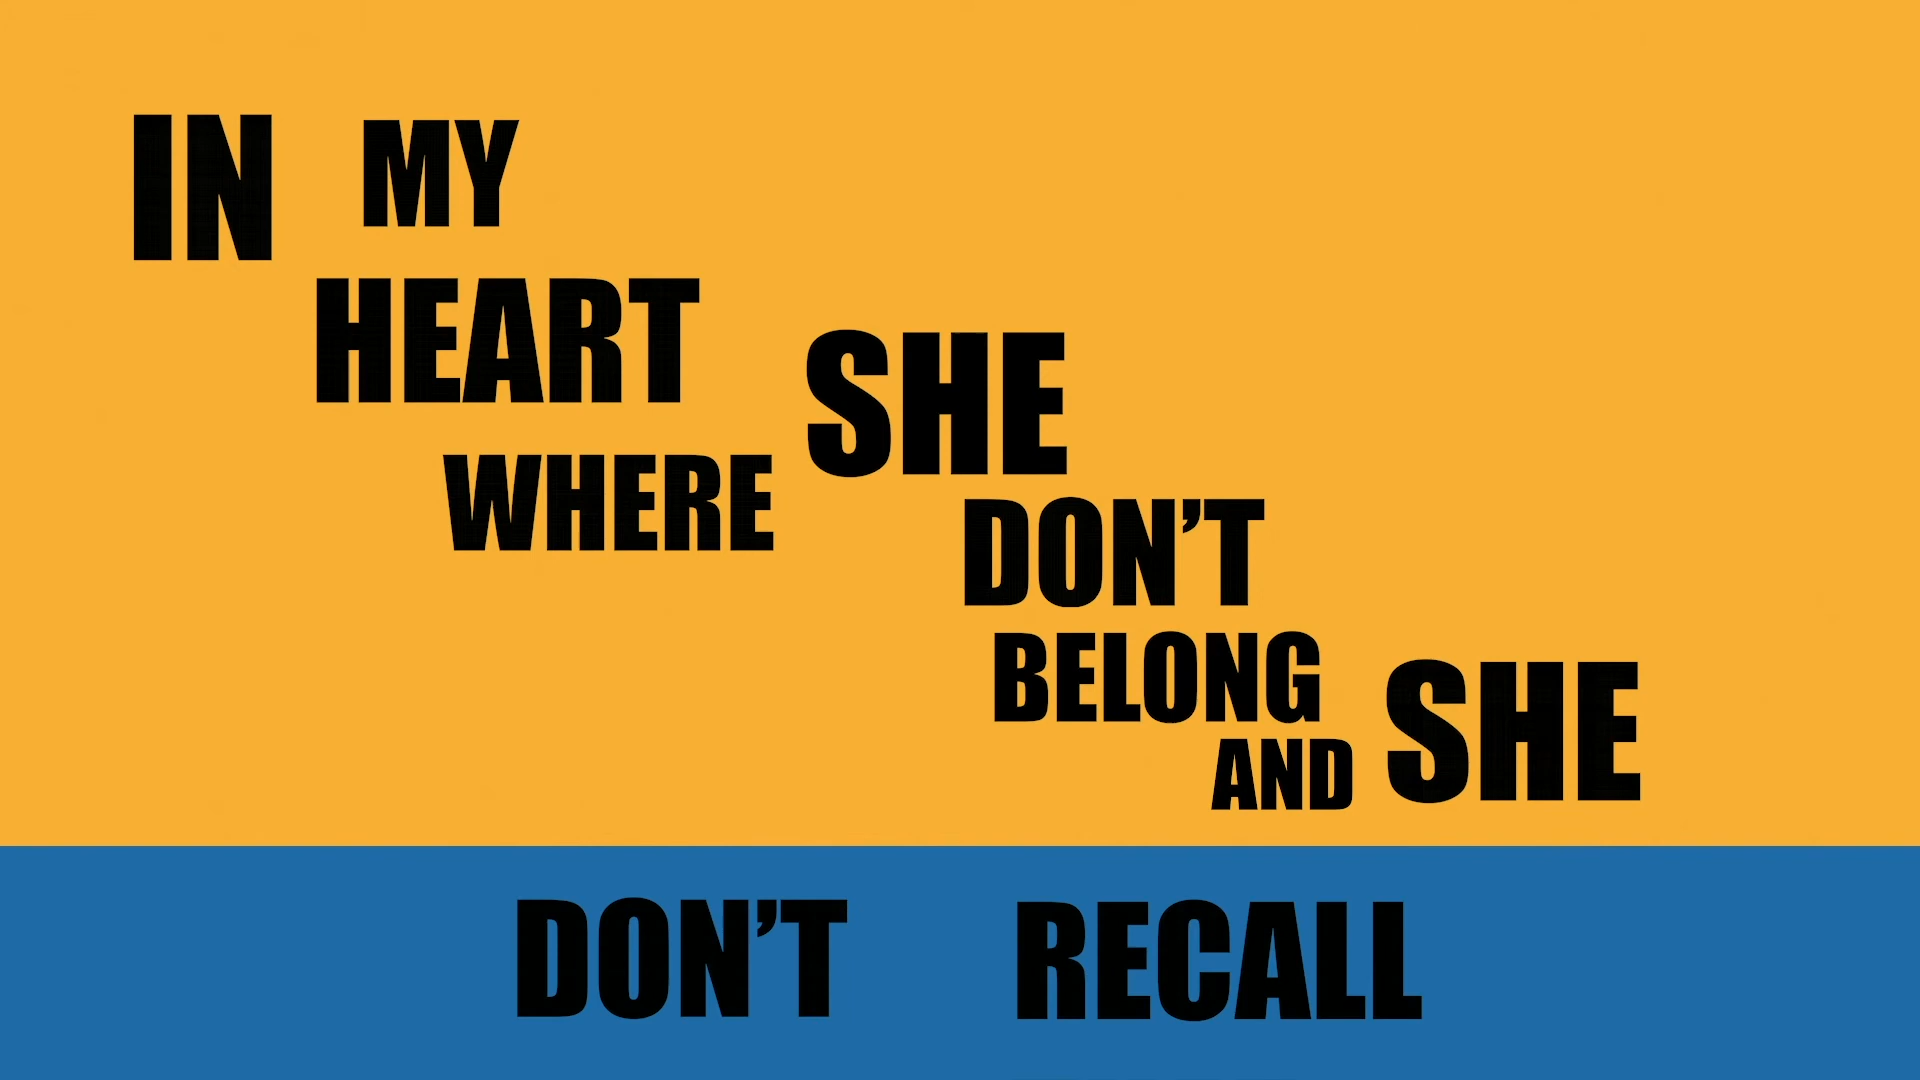 IN MY
HEART
WHERE SHE
DON’T
BELONG
AND SHE
DON’T RECALL